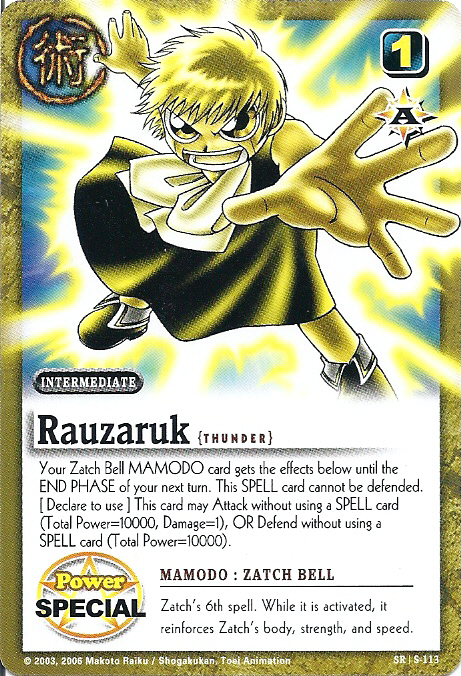 術
1
A
INTERMEDIATE
Rauzaruk {THUNDER}
Your Zatch Bell MAMODO card gets the effects below until the
END PHASE of your next turn. This SPELL card cannot be defended.
[ Declare to use ] This card may Attack without using a SPELL card
(Total Power=10000, Damage=1), OR Defend without using a
SPELL card (Total Power=10000).
Power
SPECIAL
MAMODO : ZATCH BELL
Zatch's 6th spell. While it is activated, it
reinforces Zatch's body, strength, and speed.
© 2003, 2006 Makoto Raiku / Shogakukan, Toei Animation
SR | S-113